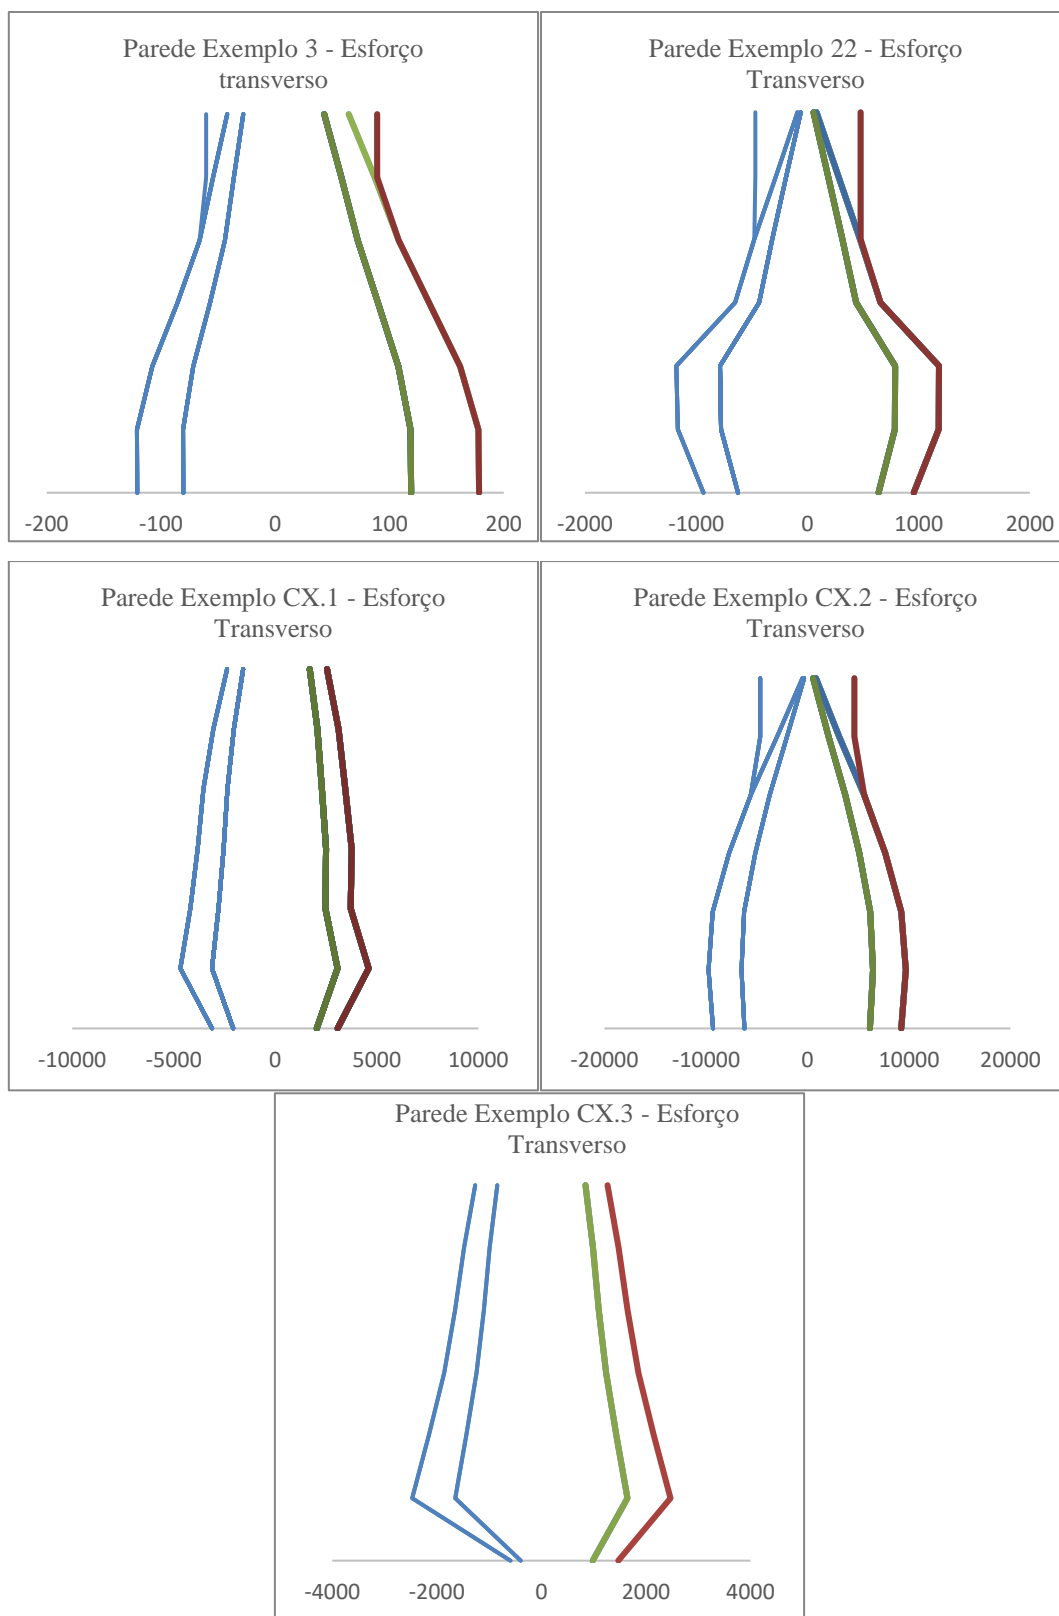 Parede Exemplo 3 - Esforço
transverso
-200 -100 0 100 200
Parede Exemplo 22 - Esforço
Transverso
-2000 -1000 0 1000 2000
Parede Exemplo CX.1 - Esforço
Transverso
-10000 -5000 0 5000 10000
Parede Exemplo CX.2 - Esforço
Transverso
-20000 -10000 0 10000 20000
Parede Exemplo CX.3 - Esforço
Transverso
-4000 -2000 0 2000 4000